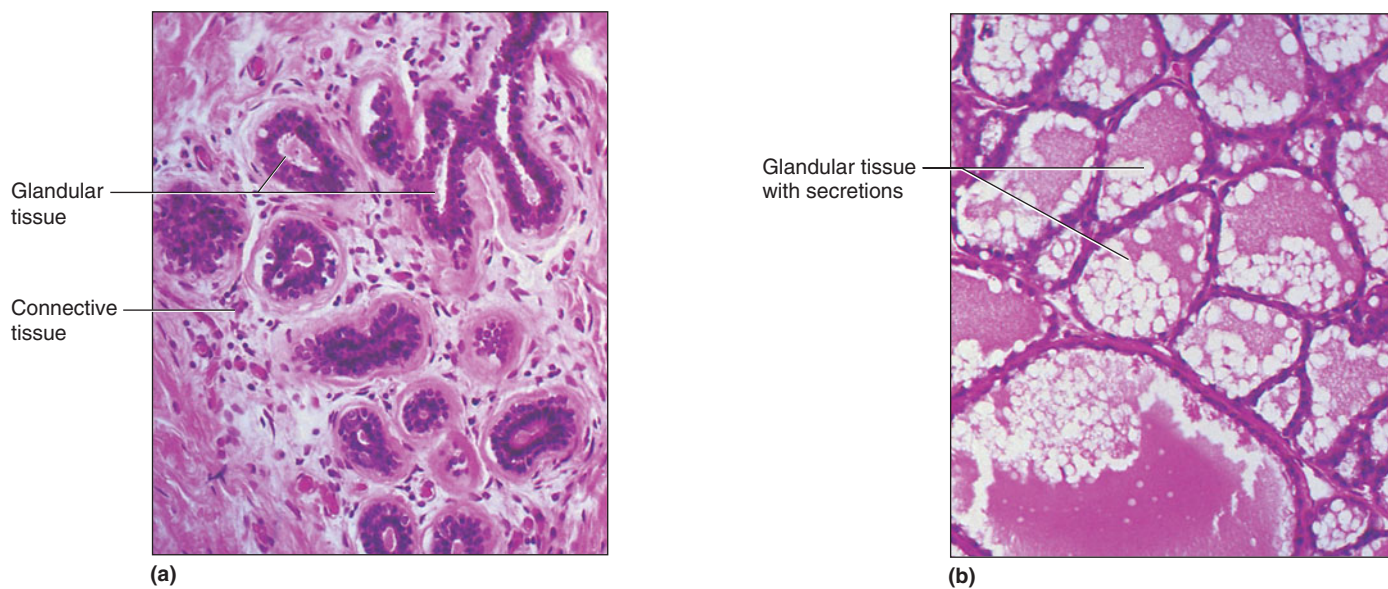 Glandular
tissue
Connective
tissue
(a)
Glandular tissue
with secretions
(b)